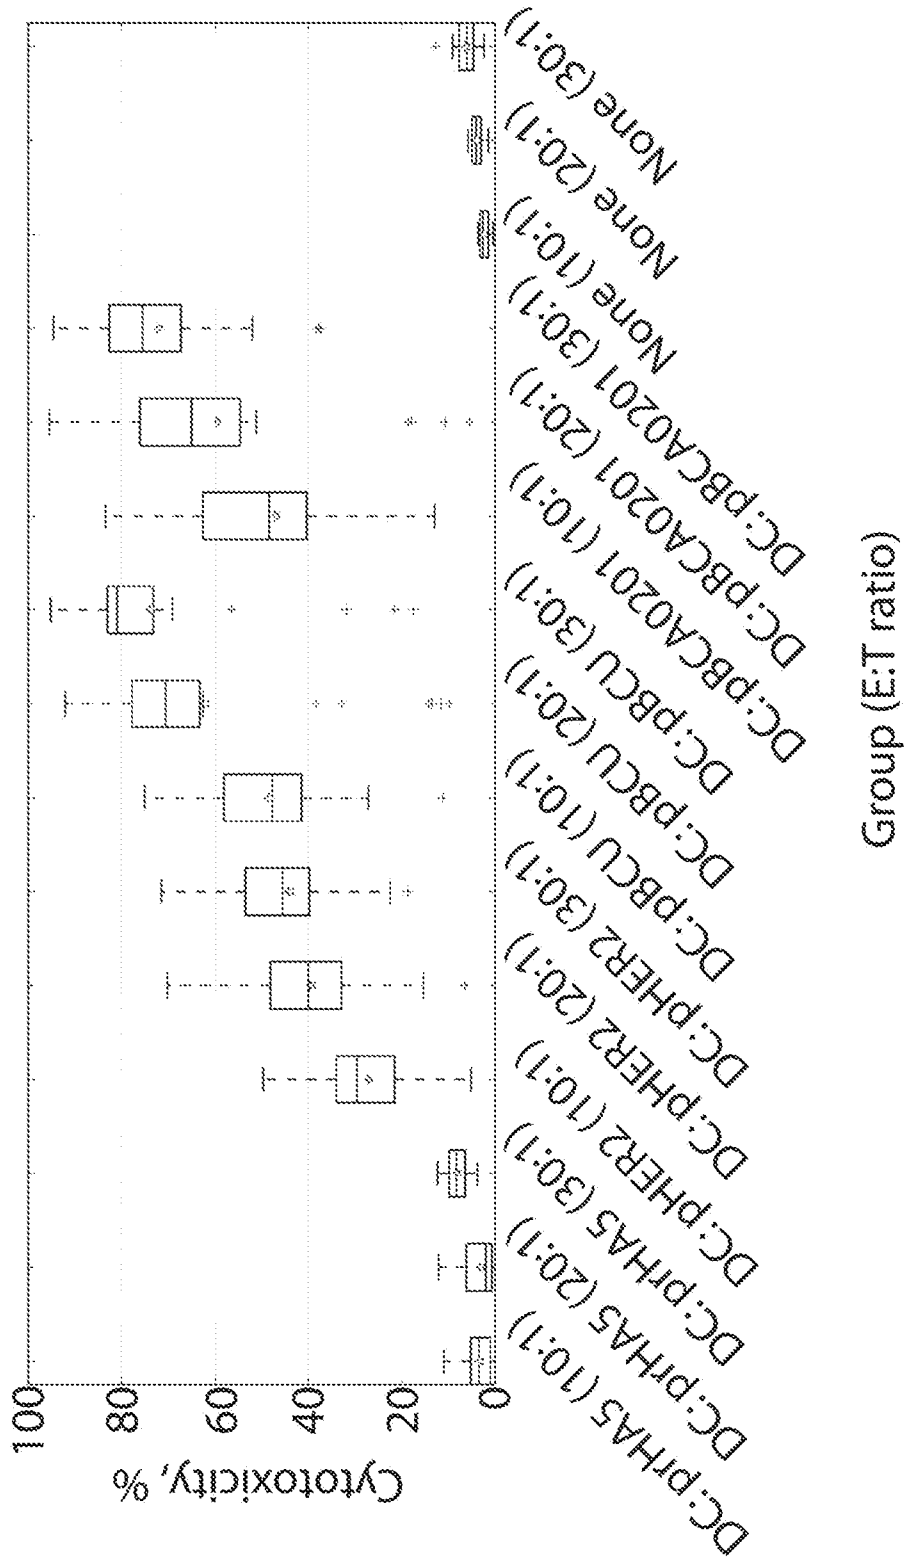 Cytotoxicity, %
100
80
60
40
20
0
DC:prHA5 (10:1)
DC:prHA5 (20:1)
DC:prHA5 (30:1)
DC:pHER2 (10:1)
DC:pHER2 (20:1)
DC:pHER2 (30:1)
DC:pBCU (10:1)
DC:pBCU (20:1)
DC:pBCU (30:1)
DC:pBCA0201 (10:1)
DC:pBCA0201 (20:1)
DC:pBCA0201 (30:1)
None (10:1)
None (20:1)
None (30:1)
Group (E:T ratio)